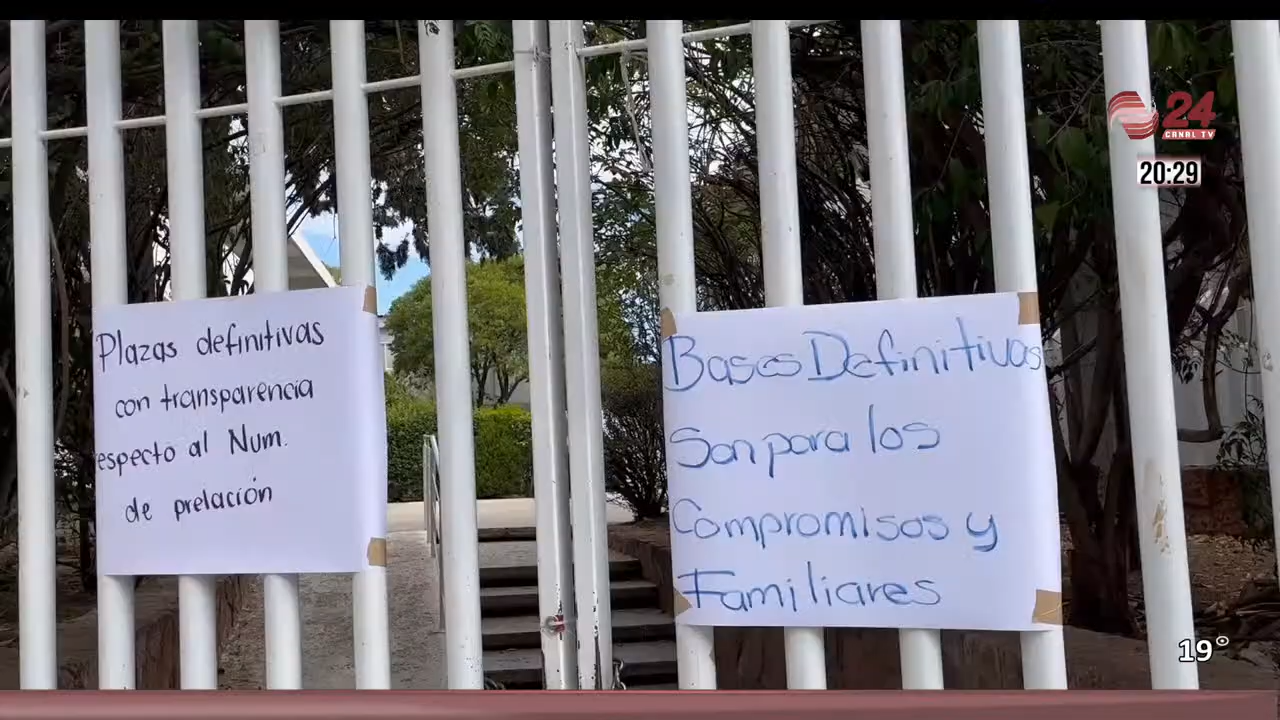 Plazas definitivas
con transparencia
especto al Num.
de prelación
Bases Definitivas
Son para los
Compromisos y
Familiares
24
CANAL TV
20:29
19°